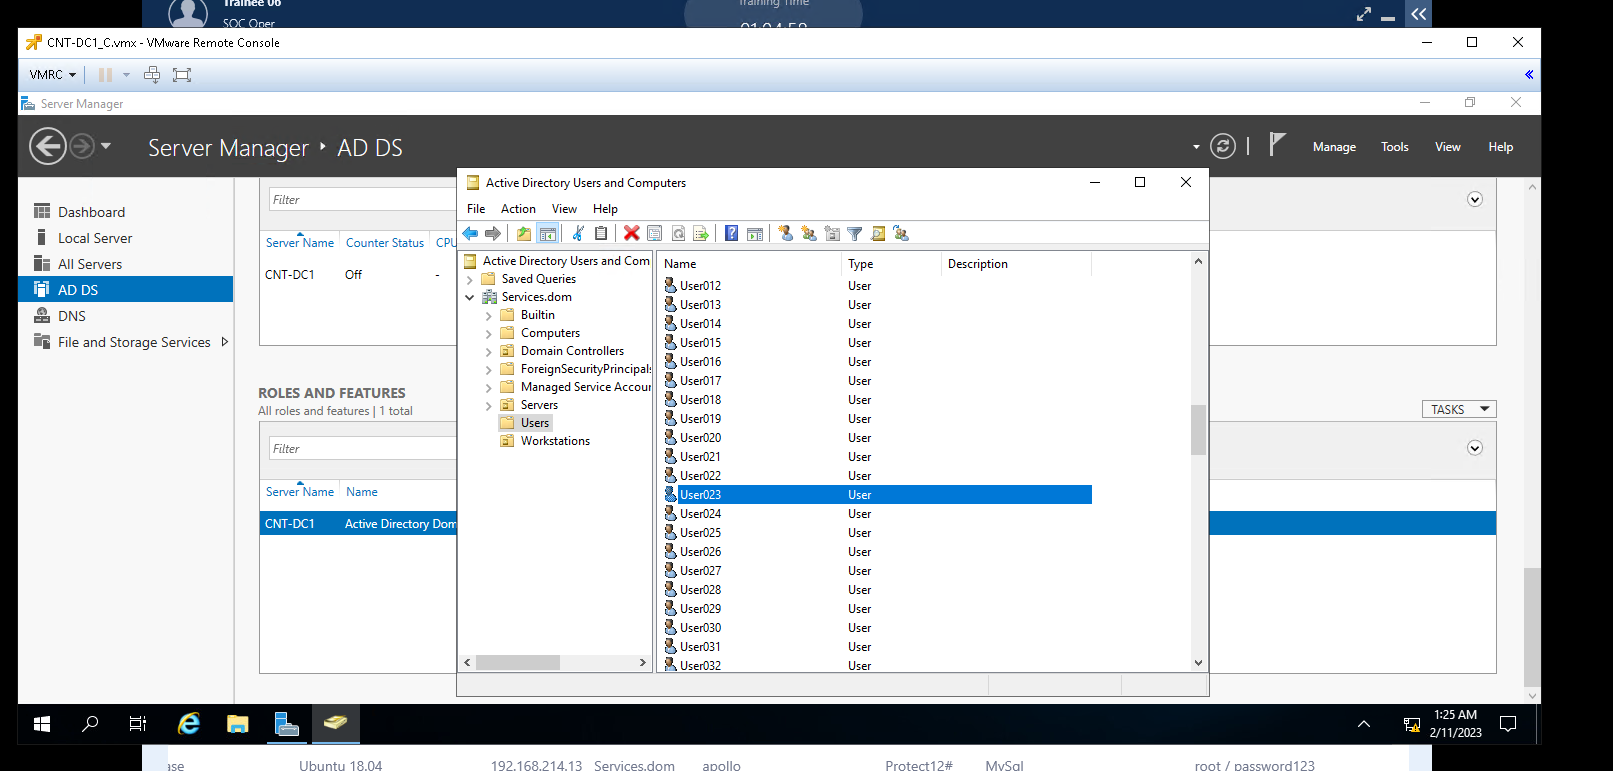 Trainee 06
SOC Oper
Training Time
01:04:58
CNT-DC1_C.vmx - VMware Remote Console
VMRC
Server Manager
Server Manager AD DS
Manage Tools View Help
Dashboard
Local Server
All Servers
AD DS
DNS
File and Storage Services
Filter
Server Name Counter Status CPU
CNT-DC1 Off -
ROLES AND FEATURES
All roles and features | 1 total
TASKS
Filter
Server Name Name
CNT-DC1 Active Directory Dom
Active Directory Users and Computers
File Action View Help
Active Directory Users and Com
Saved Queries
Services.dom
Builtin
Computers
Domain Controllers
ForeignSecurityPrincipals
Managed Service Accour
Servers
Users
Workstations
Name Type Description
User012 User
User013 User
User014 User
User015 User
User016 User
User017 User
User018 User
User019 User
User020 User
User021 User
User022 User
User023 User
User024 User
User025 User
User026 User
User027 User
User028 User
User029 User
User030 User
User031 User
User032 User
1:25 AM
2/11/2023
ase Ubuntu 18.04 192.168.214.13 Services.dom apollo Protect12# MySql root / password123